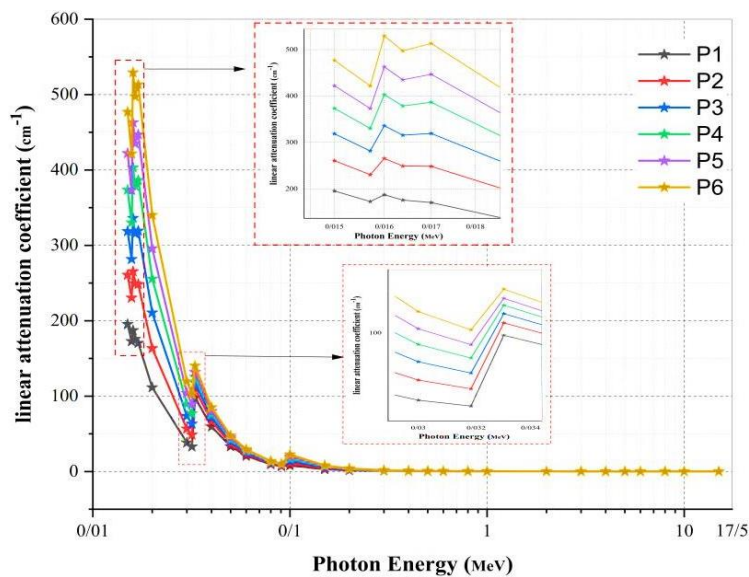 600
500
400
300
200
100
0
linear attenuation coefficient (cm-1)
0/01
0/1
1
10
17/5
Photon Energy (MeV)
P1
P2
P3
P4
P5
P6
500
400
300
200
linear attenuation coefficient (cm-1)
0/015
0/016
0/017
0/018
Photon Energy (MeV)
100
linear attenuation coefficient (cm-1)
0/03
0/032
0/034
Photon Energy (MeV)